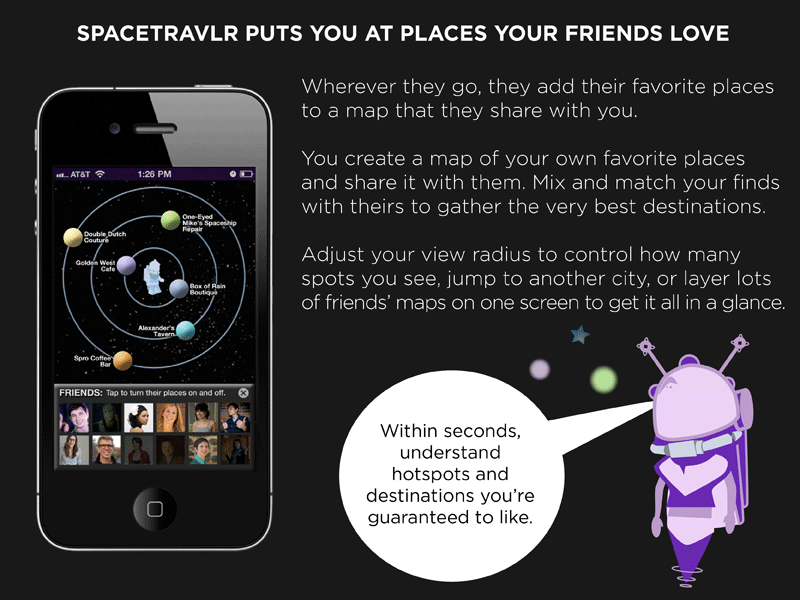 SPACETRAVLR PUTS YOU AT PLACES YOUR FRIENDS LOVE
Wherever they go, they add their favorite places
to a map that they share with you.
You create a map of your own favorite places
and share it with them. Mix and match your finds
with theirs to gather the very best destinations.
Adjust your view radius to control how many
spots you see, jump to another city, or layer lots
of friends' maps on one screen to get it all in a glance.
AT&T 1:26 PM
One-Eyed
Mike's Spaceship
Repair
Double Dutch
Couture
Golden West
Cafe
Box of Rain
Boutique
Alexander's
Tavern
Spro Coffee
Bar
FRIENDS: Tap to turn their places on and off.
Within seconds,
understand
hotspots and
destinations you're
guaranteed to like.